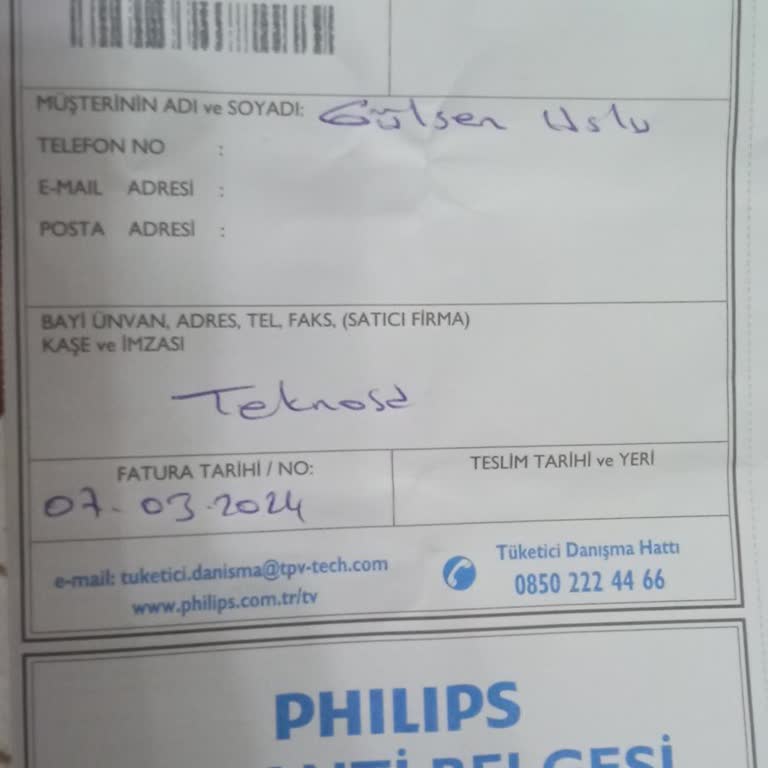 MÜŞTERİNİN ADI ve SOYADI: Gülsen Uslu
TELEFON NO :
E-MAIL ADRESİ :
POSTA ADRESİ :
BAYİ ÜNVAN, ADRES, TEL, FAKS, (SATICI FİRMA)
KAŞE ve İMZASI
Teknosa
FATURA TARİHİ / NO:
07-03-2024
TESLİM TARİHİ ve YERİ
e-mail: tuketici.danisma@tpv-tech.com
www.philips.com.tr/tv
Tüketici Danışma Hattı
0850 222 44 66
PHILIPS
BELGESİ